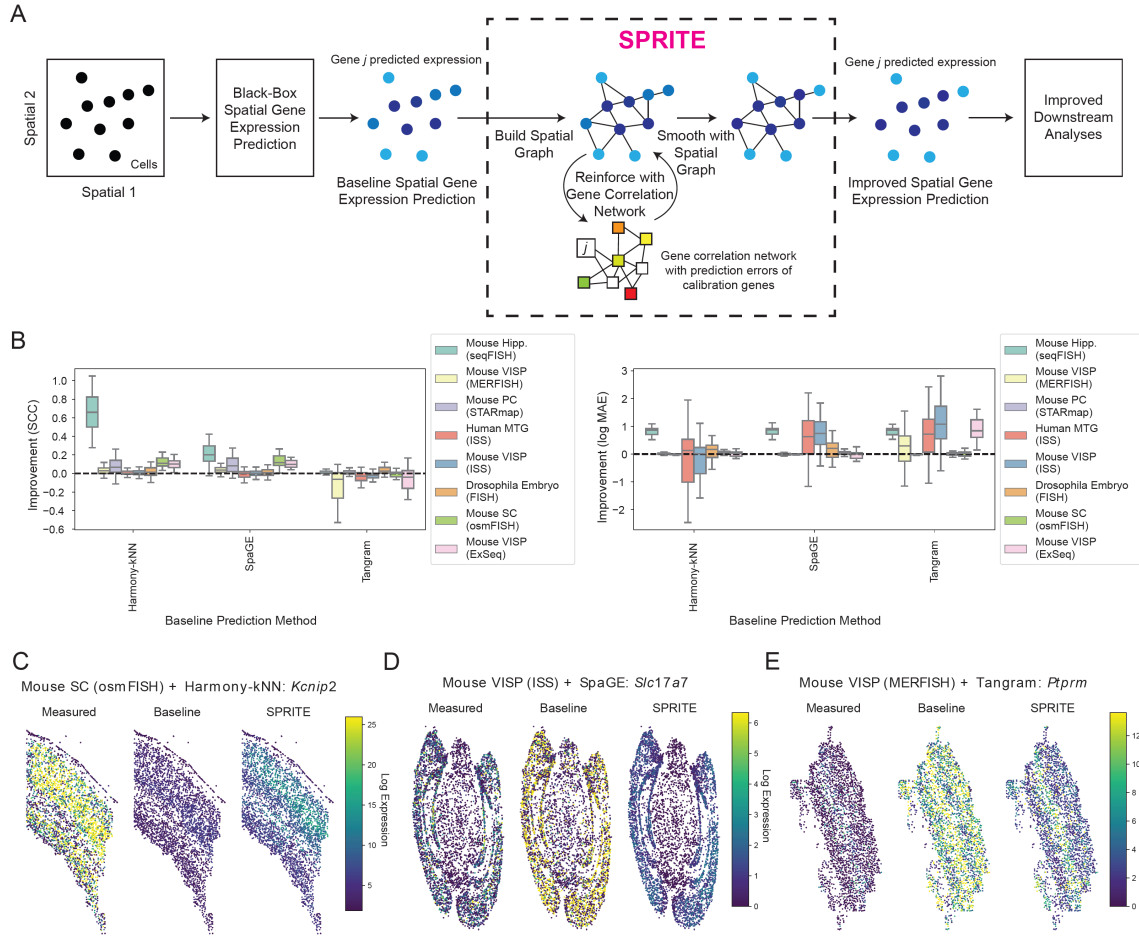 A
SPRITE
Spatial 2
Cells
Spatial 1
Black-Box
Spatial Gene
Expression
Prediction
Gene j predicted expression
Baseline Spatial Gene
Expression Prediction
Build Spatial
Graph
Smooth with
Spatial
Graph
Reinforce with
Gene Correlation
Network
j
Gene correlation network
with prediction errors of
calibration genes
Gene j predicted expression
Improved Spatial Gene
Expression Prediction
Improved
Downstream
Analyses
B
Improvement (SCC)
1.0
0.8
0.6
0.4
0.2
0.0
−0.2
−0.4
−0.6
Harmony-kNN
SpaGE
Tangram
Baseline Prediction Method
Mouse Hipp.
(seqFISH)
Mouse VISP
(MERFISH)
Mouse PC
(STARmap)
Human MTG
(ISS)
Mouse VISP
(ISS)
Drosophila Embryo
(FISH)
Mouse SC
(osmFISH)
Mouse VISP
(ExSeq)
Improvement (log MAE)
3
2
1
0
−1
−2
Harmony-kNN
SpaGE
Tangram
Baseline Prediction Method
Mouse Hipp.
(seqFISH)
Mouse VISP
(MERFISH)
Mouse PC
(STARmap)
Human MTG
(ISS)
Mouse VISP
(ISS)
Drosophila Embryo
(FISH)
Mouse SC
(osmFISH)
Mouse VISP
(ExSeq)
C
Mouse SC (osmFISH) + Harmony-kNN: Kcnip2
Measured
Baseline
SPRITE
25
20
15
10
5
Log Expression
D
Mouse VISP (ISS) + SpaGE: Slc17a7
Measured
Baseline
SPRITE
6
5
4
3
2
1
0
Log Expression
E
Mouse VISP (MERFISH) + Tangram: Ptprm
Measured
Baseline
SPRITE
12
10
8
6
4
2
0